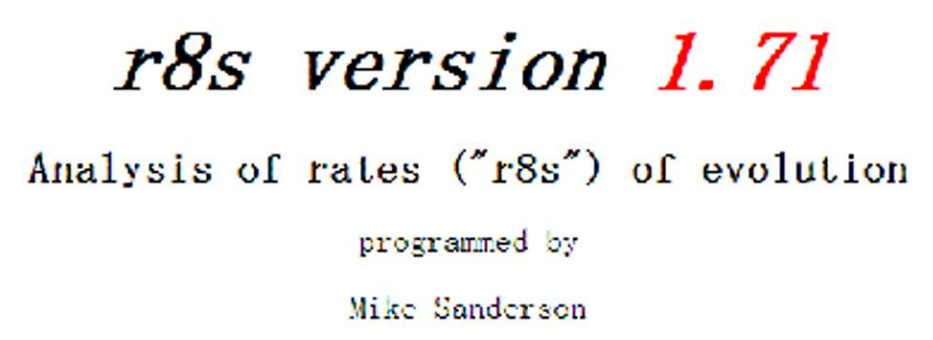 r8s version 1.71
Analysis of rates ("r8s") of evolution
programmed by
Mike Sanderson